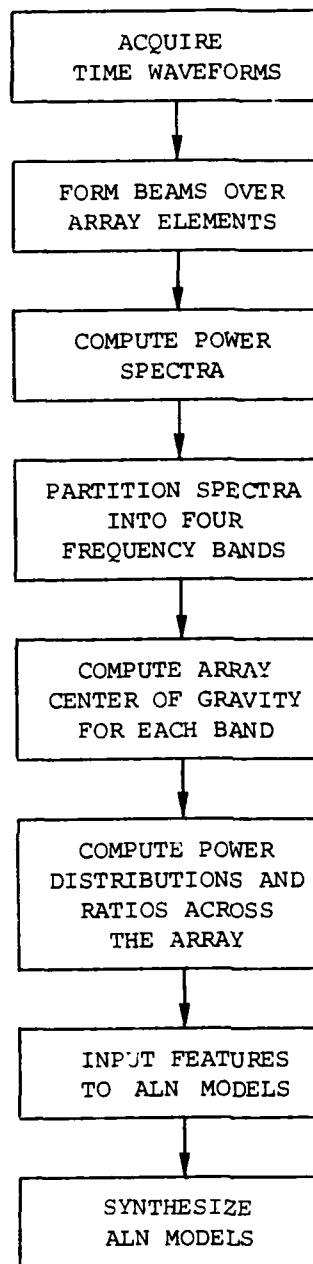 ACQUIRE
TIME WAVEFORMS
FORM BEAMS OVER
ARRAY ELEMENTS
COMPUTE POWER
SPECTRA
PARTITION SPECTRA
INTO FOUR
FREQUENCY BANDS
COMPUTE ARRAY
CENTER OF GRAVITY
FOR EACH BAND
COMPUTE POWER
DISTRIBUTIONS AND
RATIOS ACROSS
THE ARRAY
INPUT FEATURES
TO ALN MODELS
SYNTHESIZE
ALN MODELS